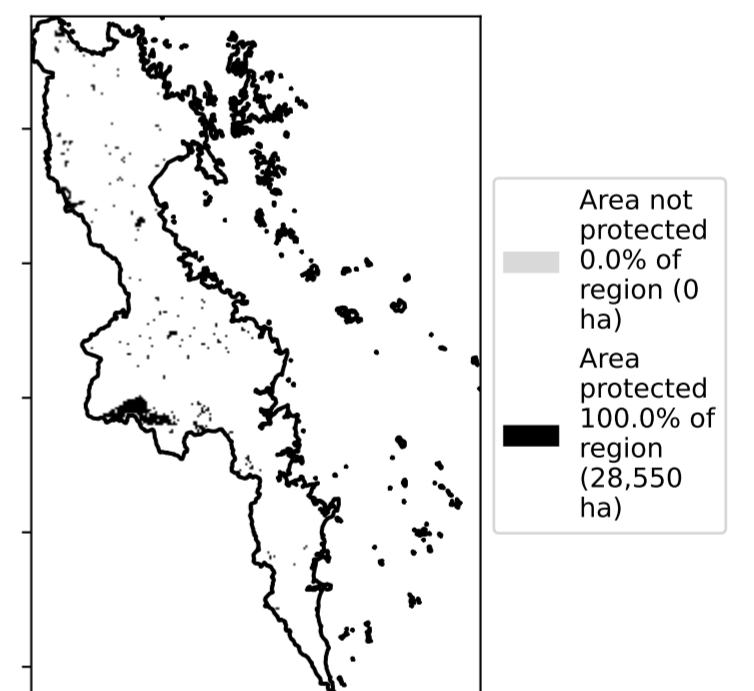 Area not
protected
0.0% of
region (0
ha)
Area
protected
100.0% of
region
(28,550
ha)